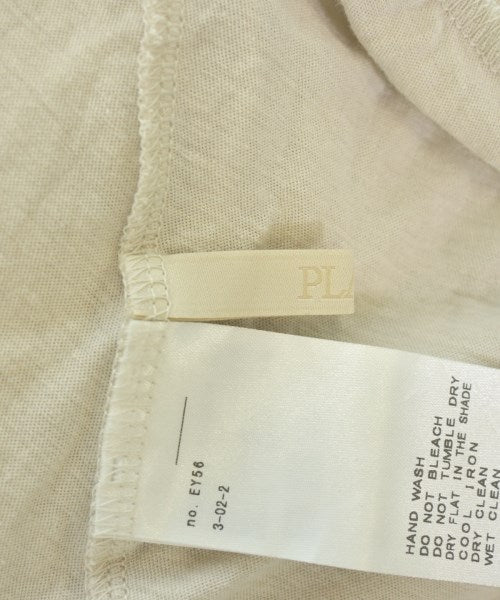 PLA
no. EY56
3-02-2
HAND WASH
DO NOT BLEACH
DO NOT TUMBLE DRY
DRY FLAT IN THE SHADE
COOL IRON
DRY CLEAN
WET CLEAN